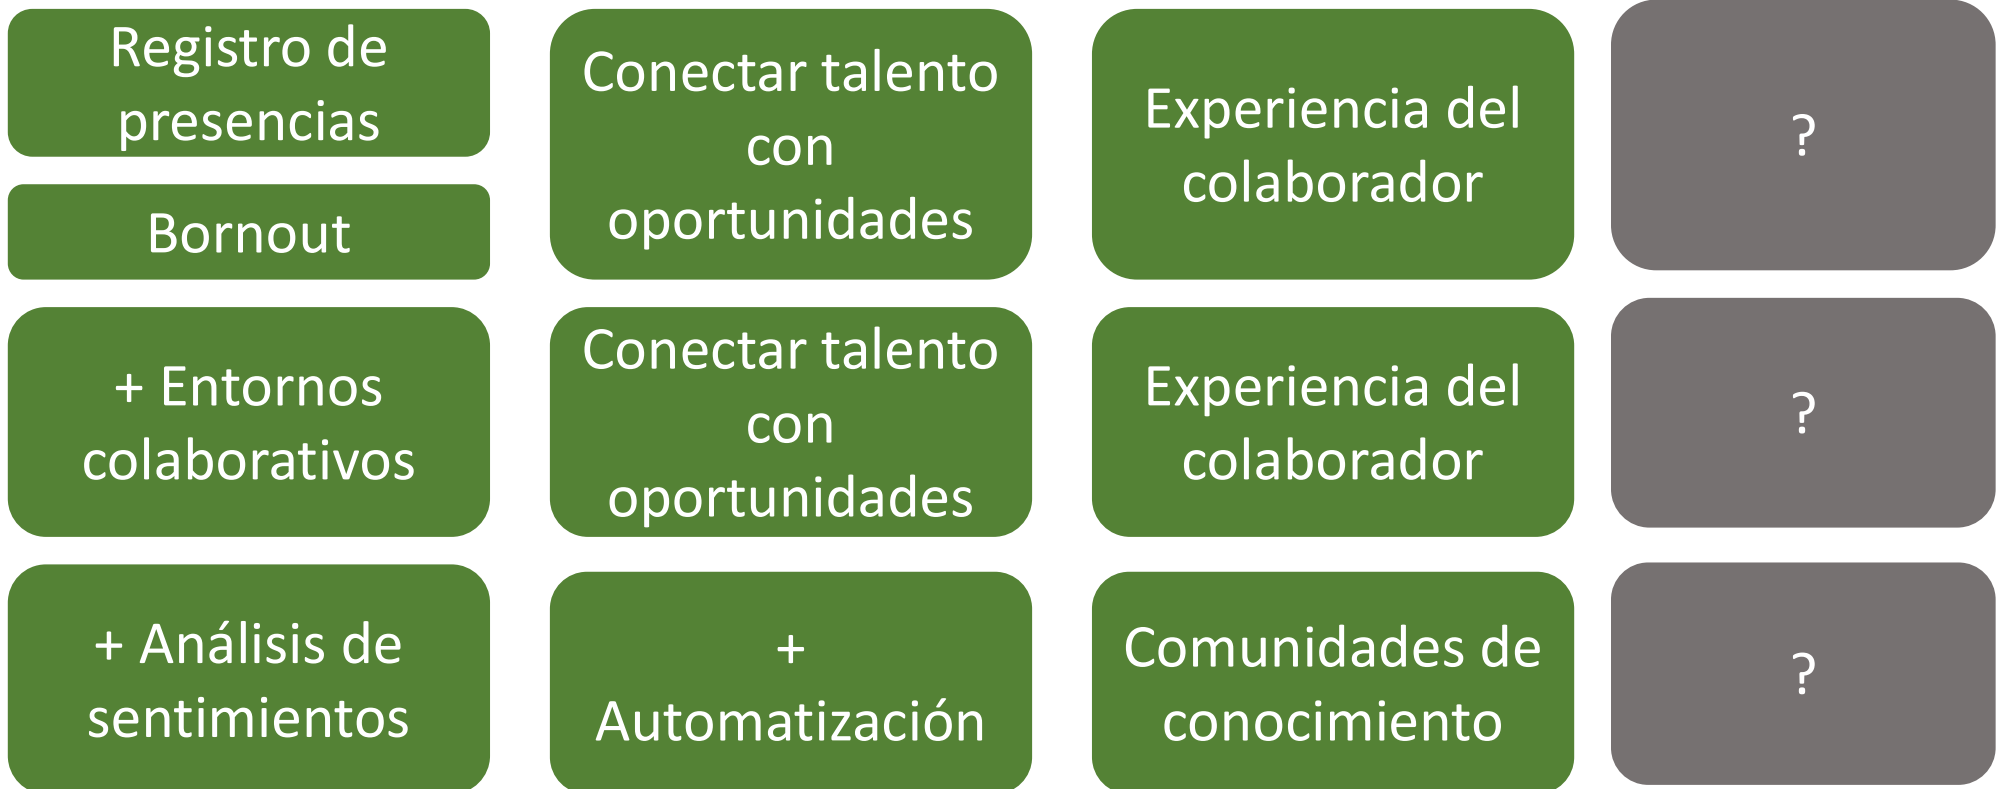 Registro de
presencias
Bornout
Conectar talento
con
oportunidades
Experiencia del
colaborador
?
+ Entornos
colaborativos
Conectar talento
con
oportunidades
Experiencia del
colaborador
?
+ Análisis de
sentimientos
+
Automatización
Comunidades de
conocimiento
?